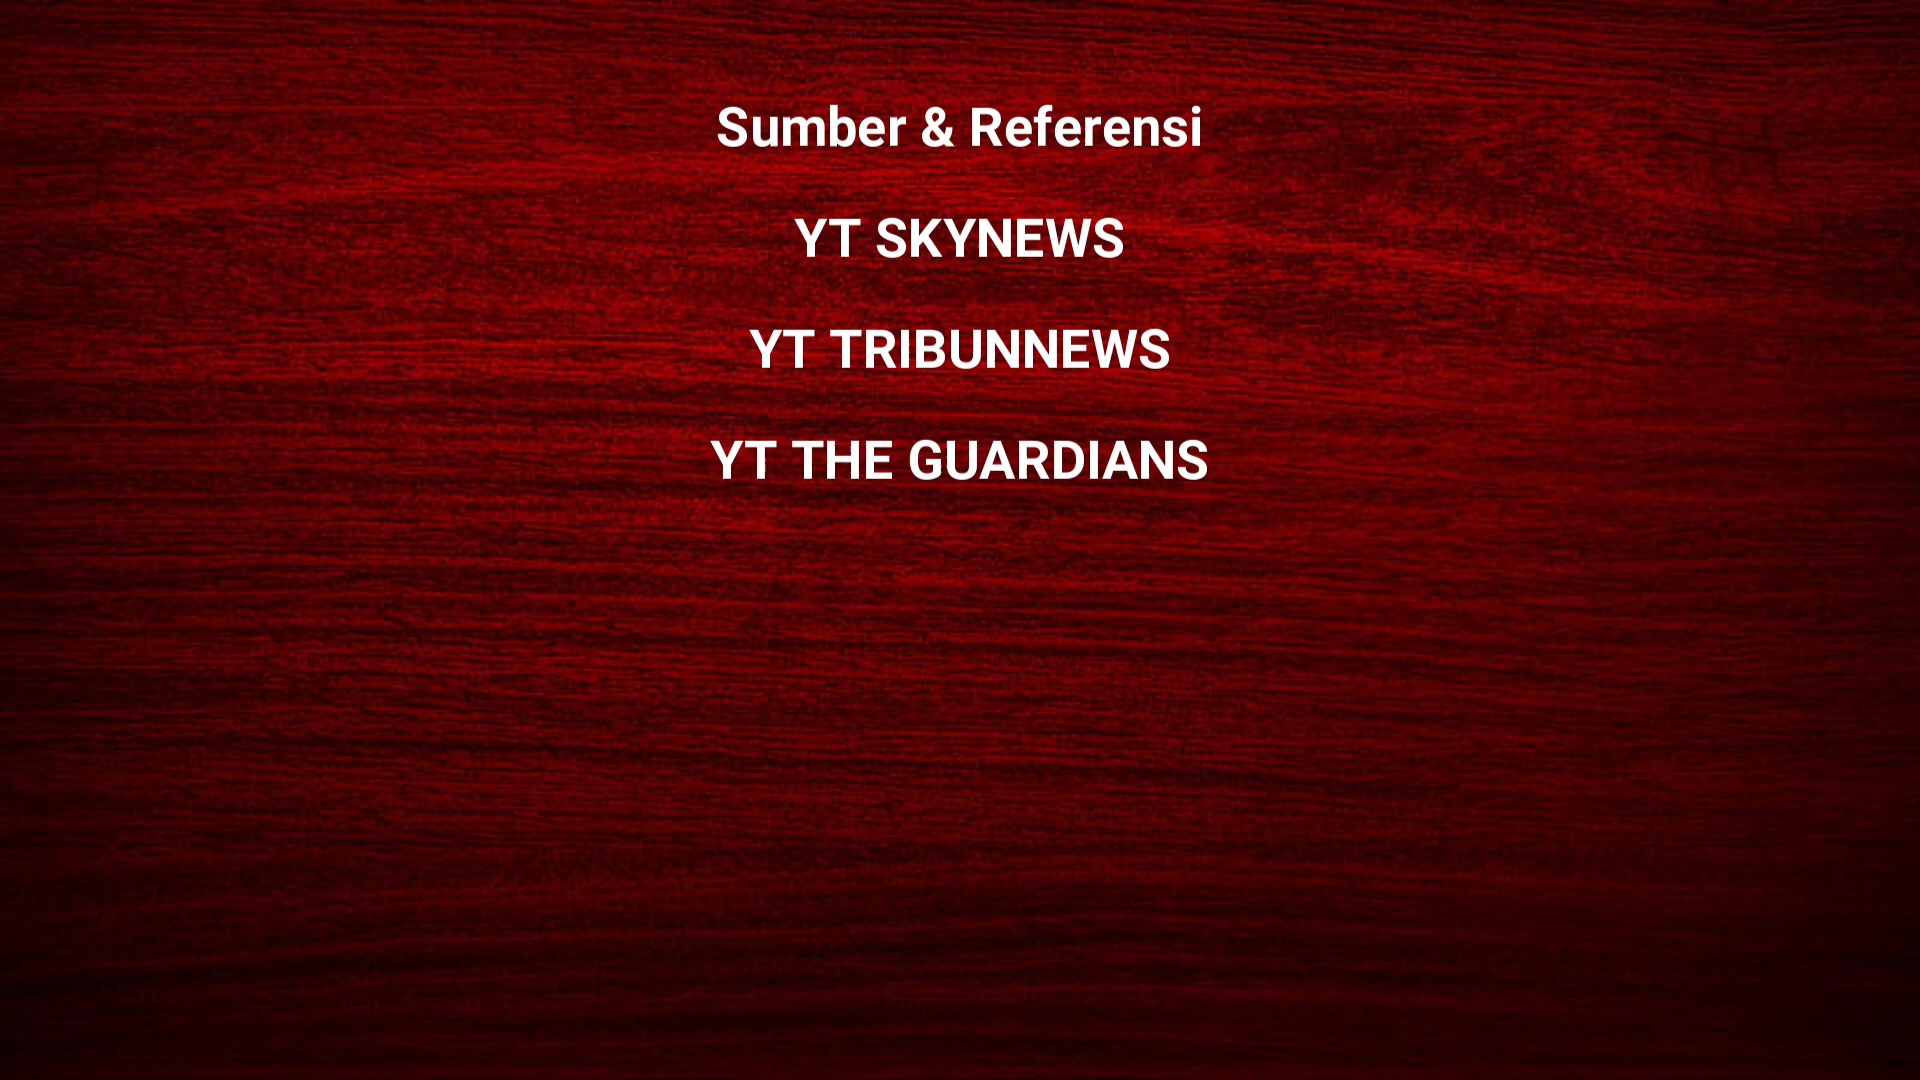 Sumber & Referensi
YT SKYNEWS
YT TRIBUNNEWS
YT THE GUARDIANS